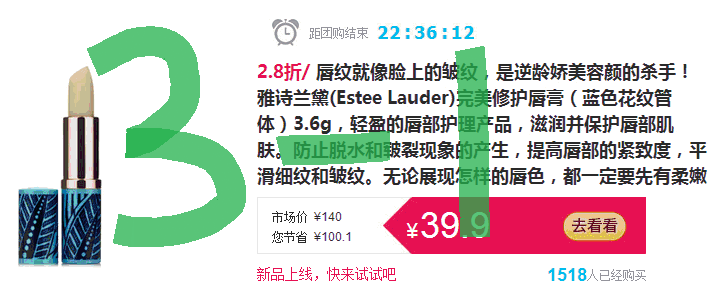 距团购结束 22:36:12
2.8折/ 唇纹就像脸上的皱纹，是逆龄娇美容颜的杀手！
雅诗兰黛(Estee Lauder)完美修护唇膏（蓝色花纹管
体）3.6g，轻盈的唇部护理产品，滋润并保护唇部肌
肤。防止脱水和皲裂现象的产生，提高唇部的紧致度，平
滑细纹和皱纹。无论展现怎样的唇色，都一定要先有柔嫩
市场价 ¥140
您节省 ¥100.1
¥39.9
去看看
新品上线，快来试试吧
1518人已经购买
3-1